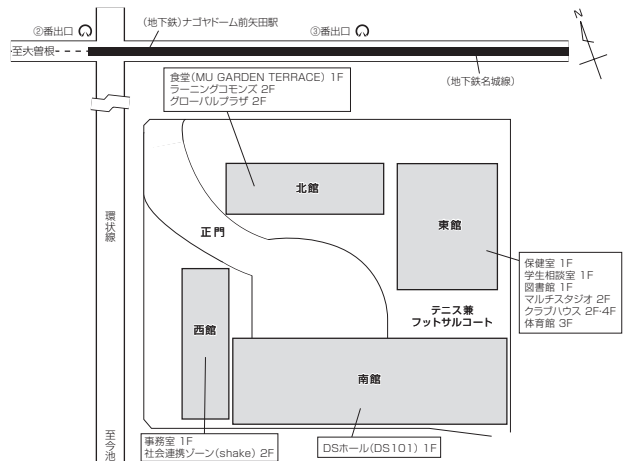 ②番出口
(地下鉄)ナゴヤドーム前矢田駅
③番出口
N
至大曽根
(地下鉄名城線)
食堂(MU GARDEN TERRACE) 1F
ラーニングコモンズ 2F
グローバルプラザ 2F
北館
東館
環状線
正門
保健室 1F
学生相談室 1F
図書館 1F
マルチスタジオ 2F
クラブハウス 2F・4F
体育館 3F
テニス兼
フットサルコート
西館
南館
至今池
事務室 1F
社会連携ゾーン(shake) 2F
DSホール(DS101) 1F